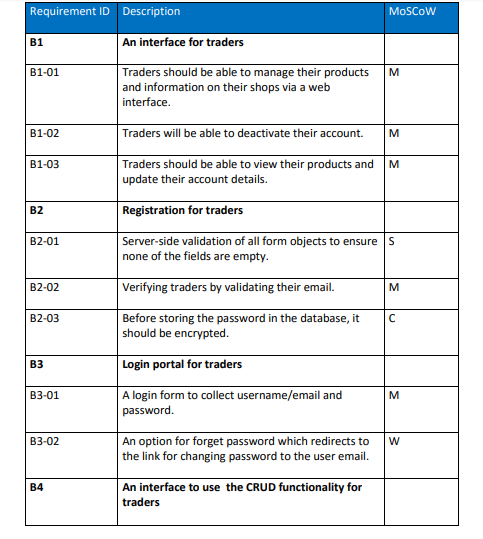 Requirement ID Description MoSCoW
B1 An interface for traders
B1-01 Traders should be able to manage their products M
and information on their shops via a web
interface.
B1-02 Traders will be able to deactivate their account. M
B1-03 Traders should be able to view their products and M
update their account details.
B2 Registration for traders
B2-01 Server-side validation of all form objects to ensure S
none of the fields are empty.
B2-02 Verifying traders by validating their email. M
B2-03 Before storing the password in the database, it C
should be encrypted.
B3 Login portal for traders
B3-01 A login form to collect username/email and M
password.
B3-02 An option for forget password which redirects to W
the link for changing password to the user email.
B4 An interface to use the CRUD functionality for
traders